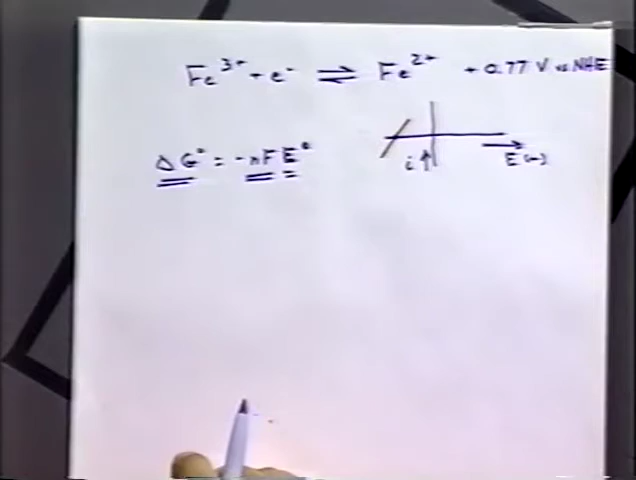 Fe³⁺ + e⁻ ⇌ Fe²⁺ + 0.77 V vs NHE
ΔG° = -nFE°
i ↑
E (-)